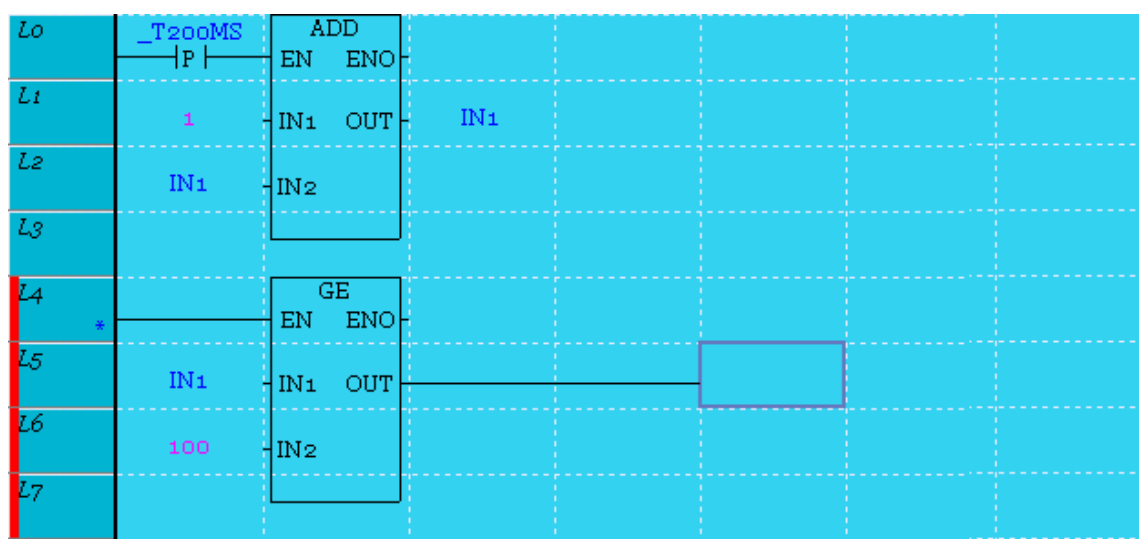 L0 _T200MS ADD
P EN ENO
L1 1 IN1 OUT IN1
L2 IN1 IN2
L3
L4 GE
* EN ENO
L5 IN1 IN1 OUT
L6 100 IN2
L7